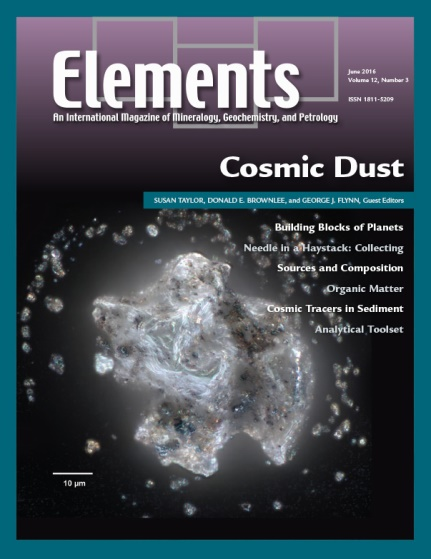 Elements
June 2016
Volume 12, Number 3
ISSN 1811-5209
An International Magazine of Mineralogy, Geochemistry, and Petrology
Cosmic Dust
SUSAN TAYLOR, DONALD E. BROWNLEE, and GEORGE J. FLYNN, Guest Editors
Building Blocks of Planets
Needle in a Haystack: Collecting
Sources and Composition
Organic Matter
Cosmic Tracers in Sediment
Analytical Toolset
10 µm